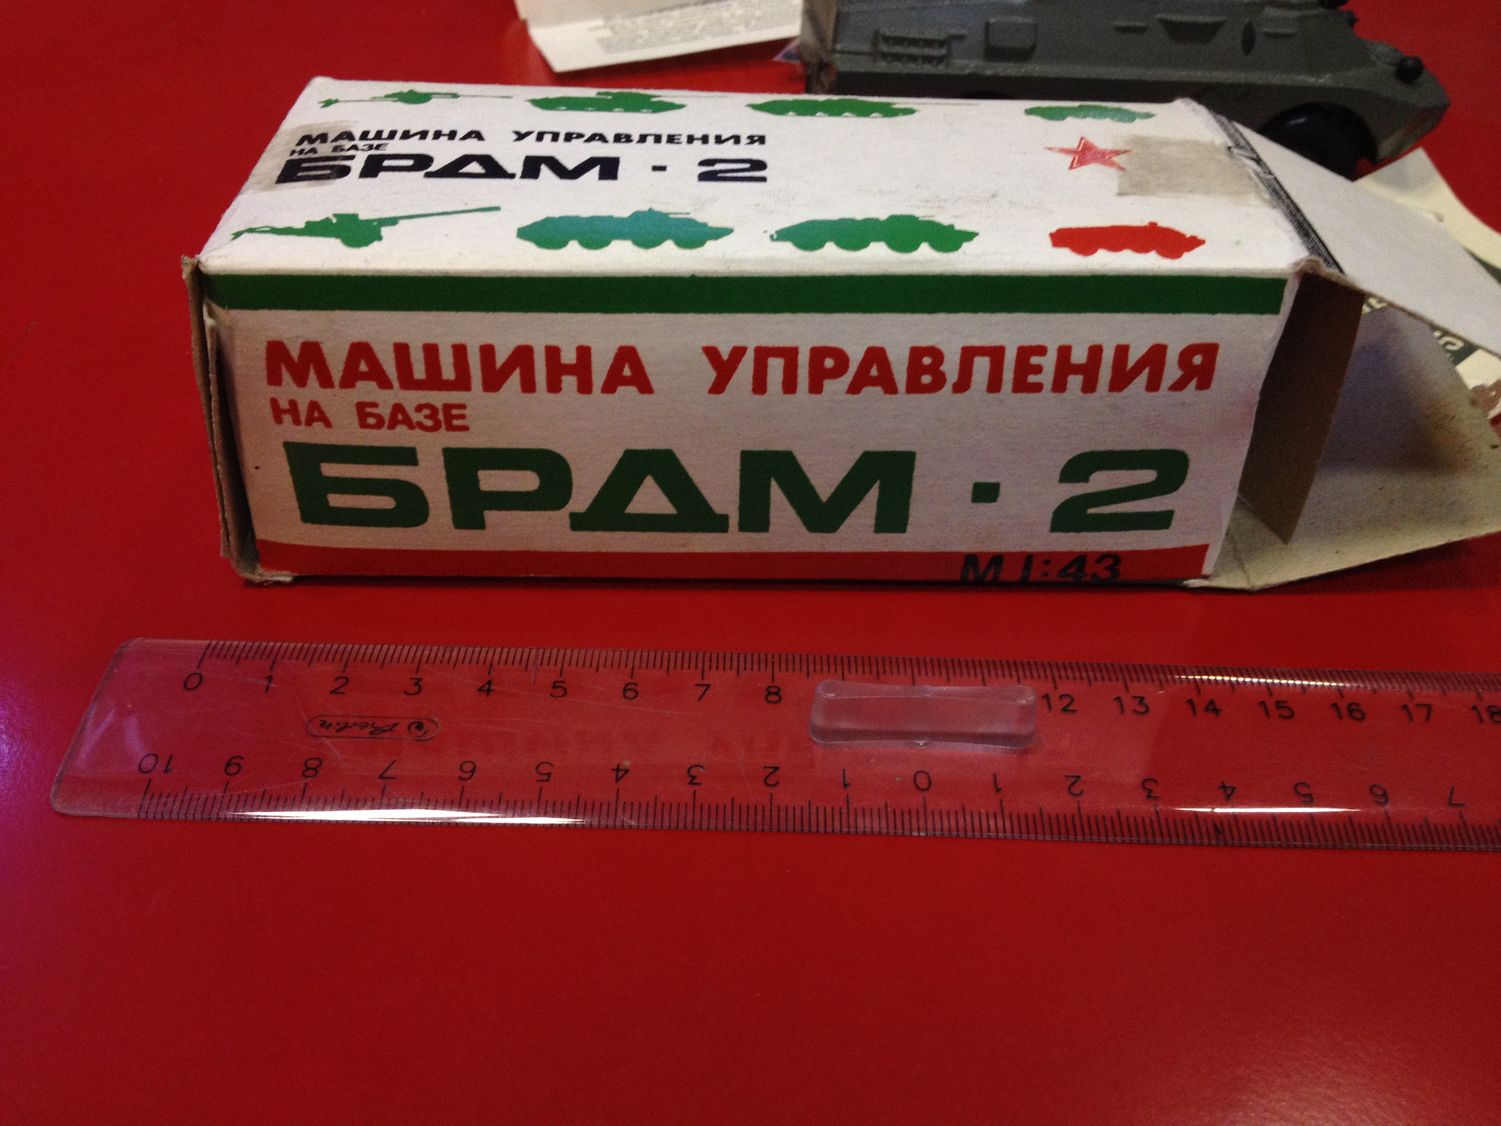 МАШИНА УПРАВЛЕНИЯ
НА БАЗЕ
БРДМ · 2
МАШИНА УПРАВЛЕНИЯ
НА БАЗЕ
БРДМ · 2
М 1:43
0 1 2 3 4 5 6 7 8 12 13 14 15 16 17 18
10 9 8 7 6 5 4 3 2 1 0 1 2 3 4 5 6 7